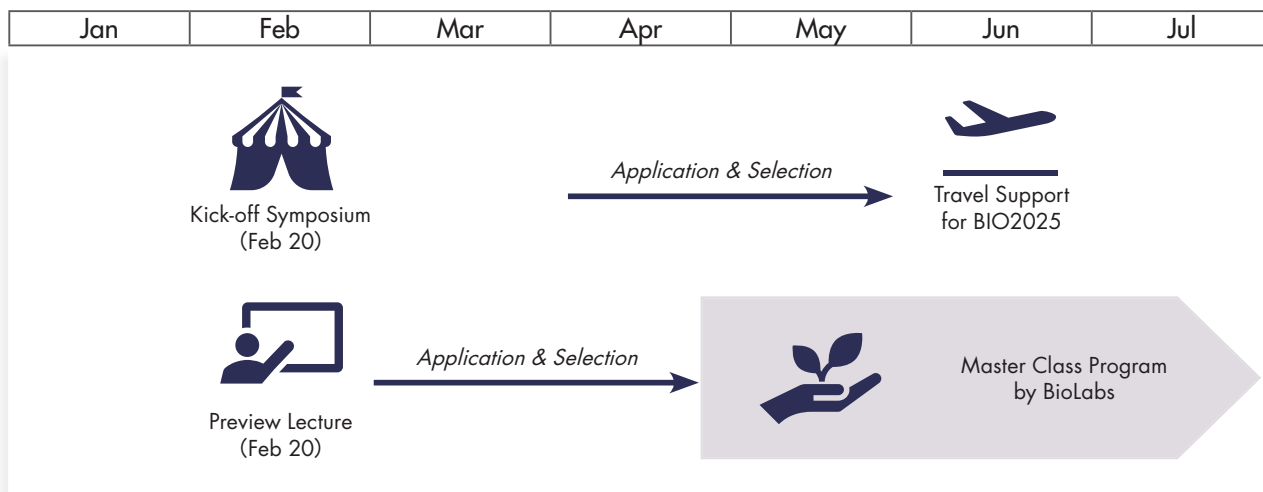 Jan Feb Mar Apr May Jun Jul
Application & Selection
Kick-off Symposium
(Feb 20)
Travel Support
for BIO2025
Application & Selection
Preview Lecture
(Feb 20)
Master Class Program
by BioLabs